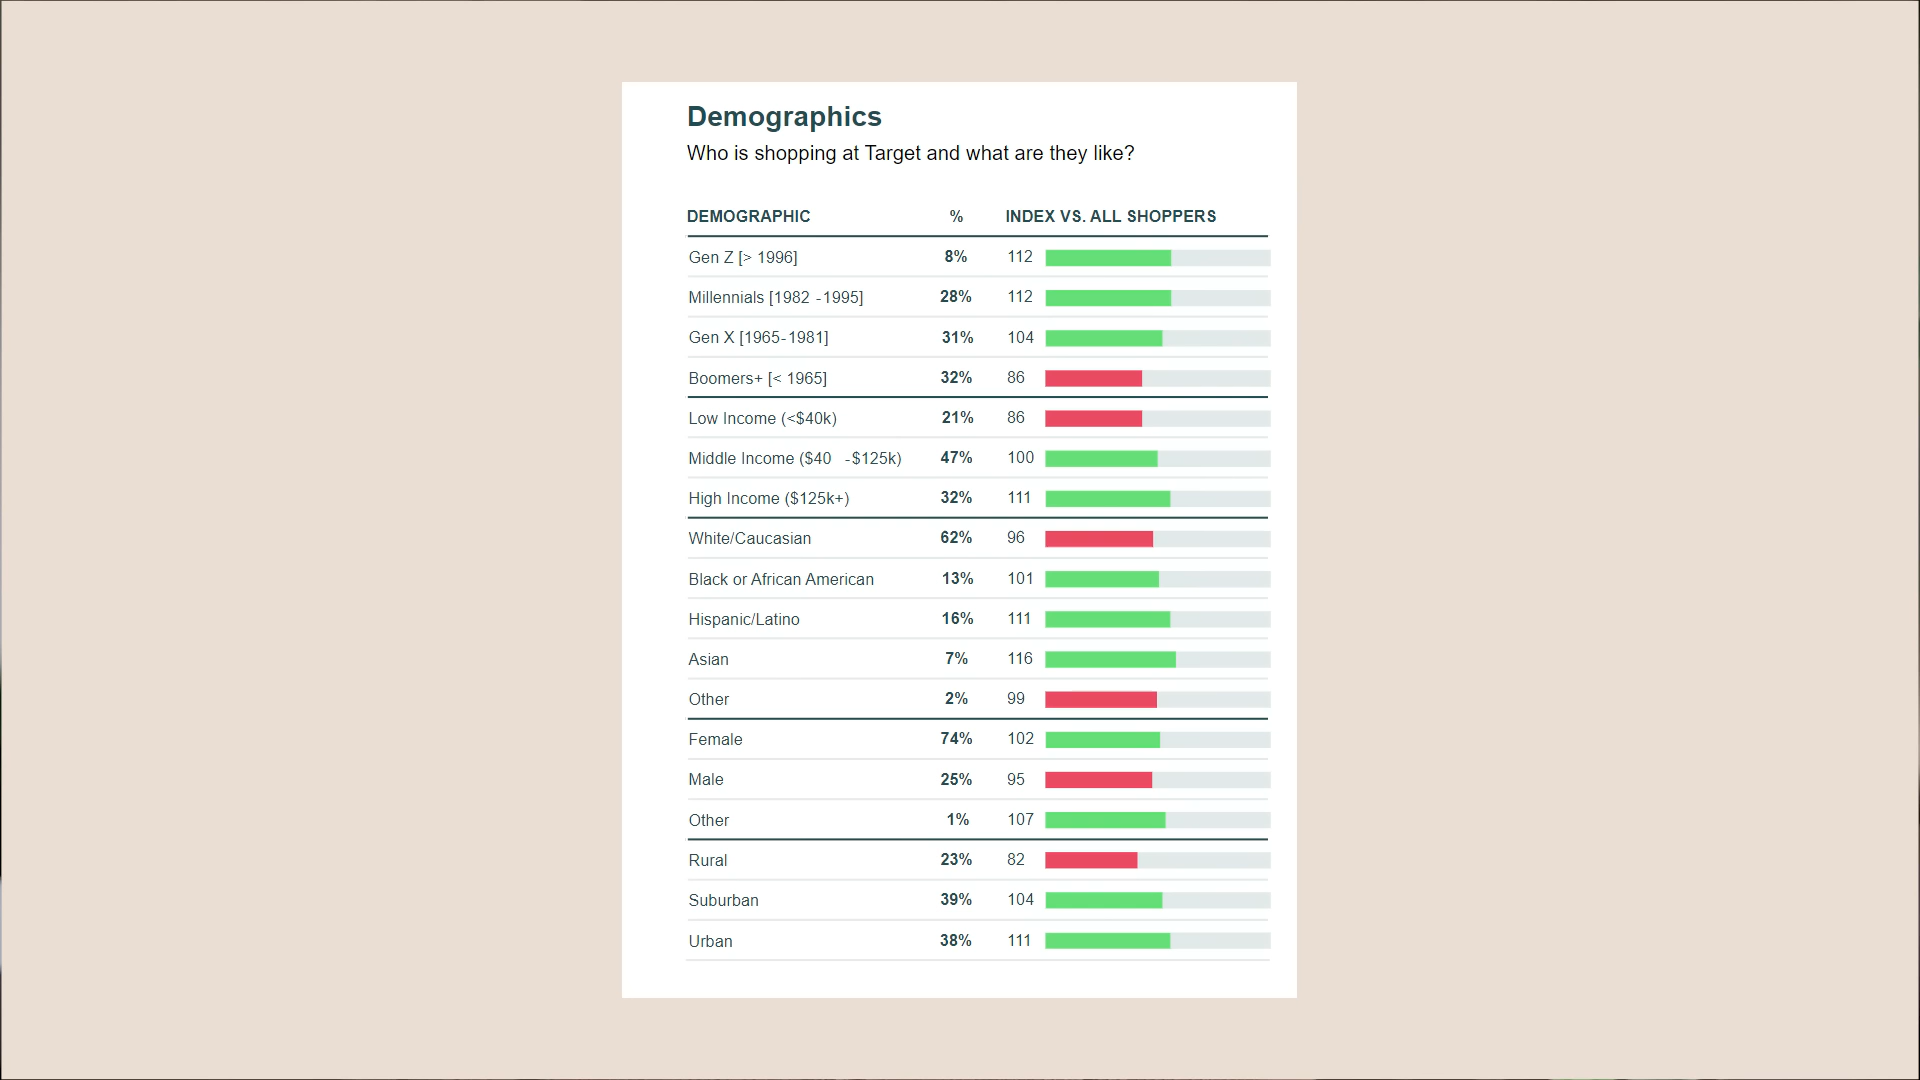 Demographics
Who is shopping at Target and what are they like?
DEMOGRAPHIC % INDEX VS. ALL SHOPPERS
Gen Z [> 1996] 8% 112
Millennials [1982 -1995] 28% 112
Gen X [1965-1981] 31% 104
Boomers+ [< 1965] 32% 86
Low Income (<$40k) 21% 86
Middle Income ($40 -$125k) 47% 100
High Income ($125k+) 32% 111
White/Caucasian 62% 96
Black or African American 13% 101
Hispanic/Latino 16% 111
Asian 7% 116
Other 2% 99
Female 74% 102
Male 25% 95
Other 1% 107
Rural 23% 82
Suburban 39% 104
Urban 38% 111